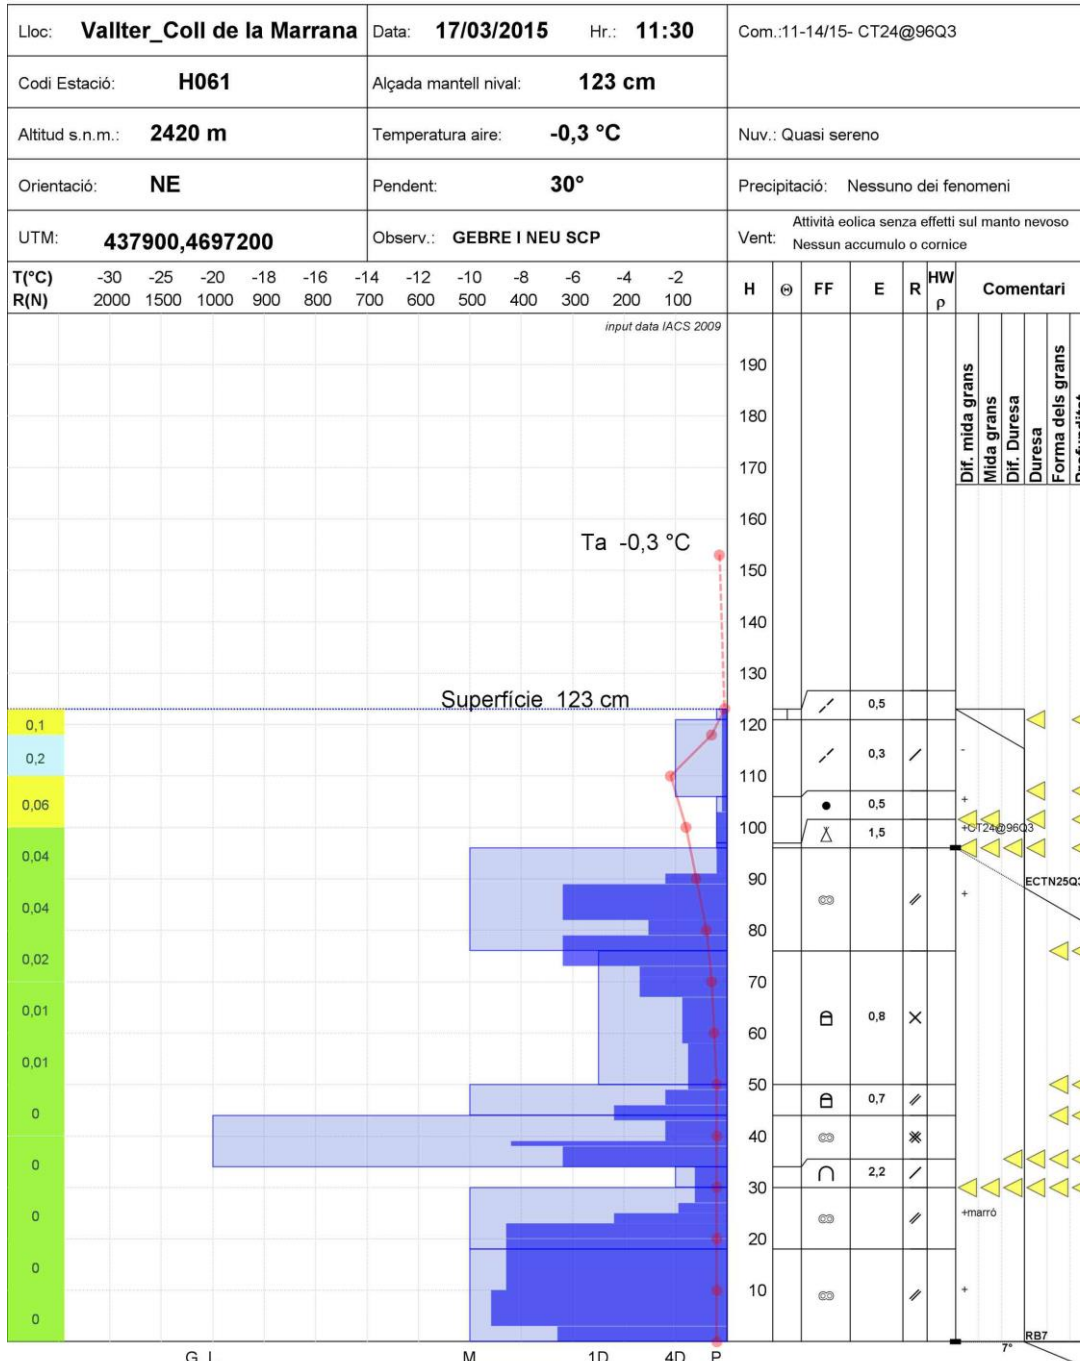 Lloc: Vallter_Coll de la Marrana Data: 17/03/2015 Hr.: 11:30 Com.:11-14/15- CT24@96Q3
Codi Estació: H061 Alçada mantell nival: 123 cm
Altitud s.n.m.: 2420 m Temperatura aire: -0,3 °C Nuv.: Quasi sereno
Orientació: NE Pendent: 30° Precipitació: Nessuno dei fenomeni
UTM: 437900,4697200 Observ.: GEBRE I NEU SCP Vent: Attività eolica senza effetti sul manto nevoso
Nessun accumulo o cornice
T(°C) -30 -25 -20 -18 -16 -14 -12 -10 -8 -6 -4 -2
R(N) 2000 1500 1000 900 800 700 600 500 400 300 200 100
H Θ FF E R HW ρ Comentari
input data IACS 2009
Dif. mida grans
Mida grans
Dif. Duresa
Duresa
Forma dels grans
190
180
170
160
Ta -0,3 °C
150
140
130
Superfície 123 cm
0,5
0,1 120
0,2 0,3 -
110
0,06 0,5 +
100 +CT24@96Q3
1,5
0,04
90 ECTN25Q3
0,04 +
80
0,02
70
0,01 0,8
60
0,01
50
0 0,7
40
0 2,2
30
0 +marró
20
0
10 +
0
RB7
7°
G I M 1D 4D P